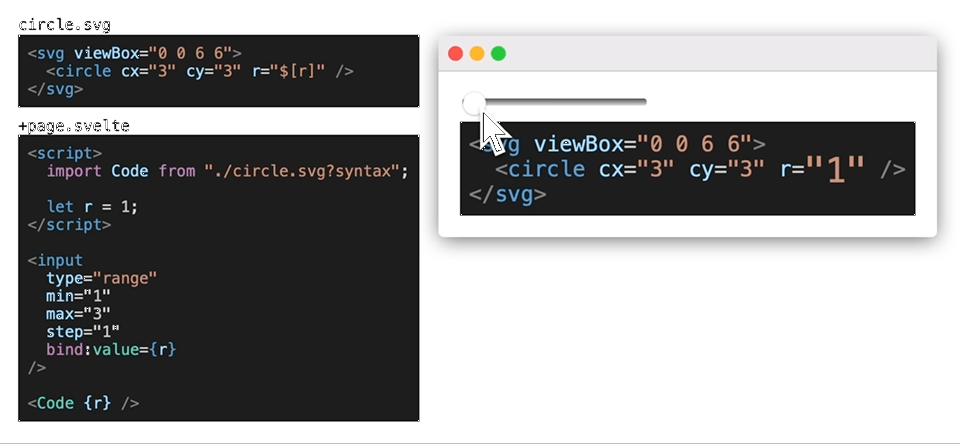 circle.svg
<svg viewBox="0 0 6 6">
  <circle cx="3" cy="3" r="$[r]" />
</svg>
+page.svelte
<script>
  import Code from "./circle.svg?syntax";
  let r = 1;
</script>
<input
  type="range"
  min="1"
  max="3"
  step="1"
  bind:value={r}
/>
<Code {r} />
<svg viewBox="0 0 6 6">
  <circle cx="3" cy="3" r="1" />
</svg>